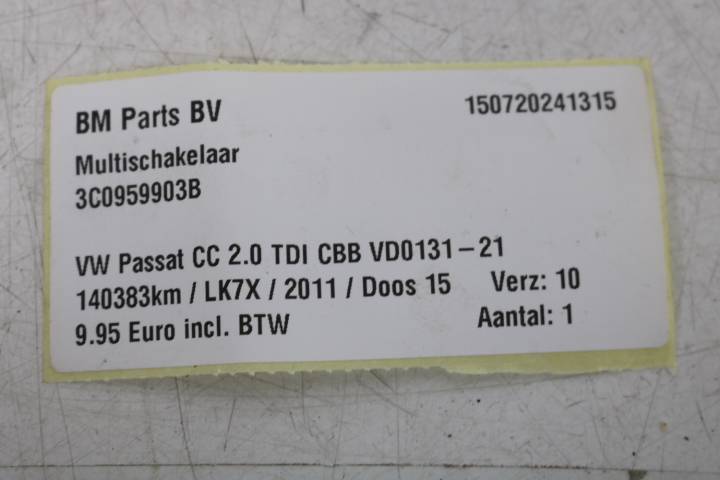 BM Parts BV 150720241315
Multischakelaar
3C0959903B
VW Passat CC 2.0 TDI CBB VD0131-21
140383km / LK7X / 2011 / Doos 15 Verz: 10
9.95 Euro incl. BTW Aantal: 1